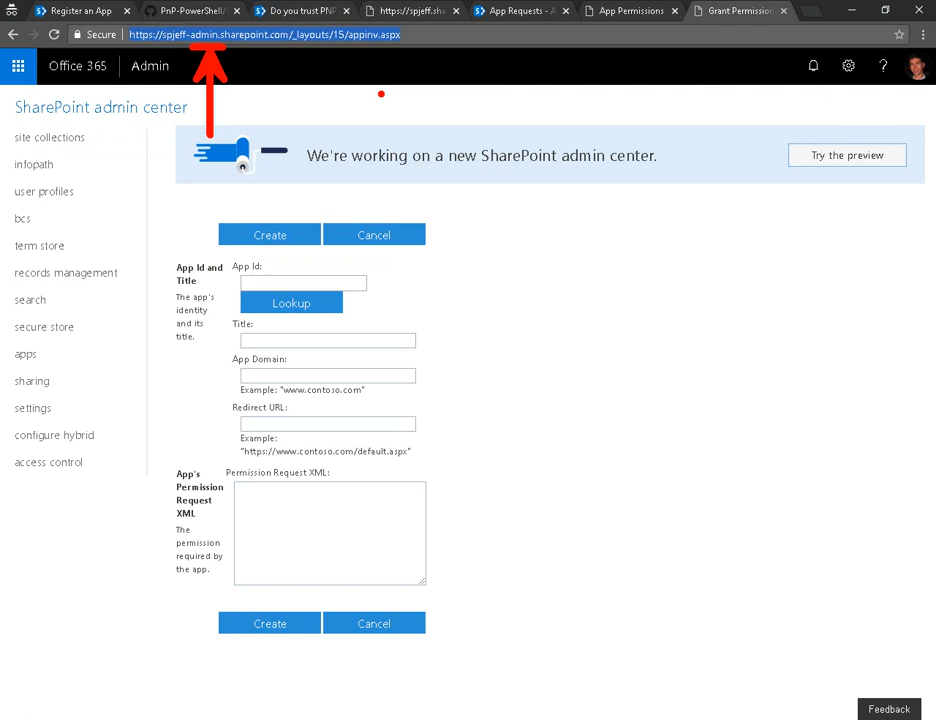 Register an App
PnP-PowerShell/
Do you trust PNP
https://spjeff.sha
App Requests - A
App Permissions
Grant Permission
Secure
https://spjeff-admin.sharepoint.com/_layouts/15/appinv.aspx
Office 365
Admin
SharePoint admin center
site collections
infopath
user profiles
bcs
term store
records management
search
secure store
apps
sharing
settings
configure hybrid
access control
We're working on a new SharePoint admin center.
Try the preview
Create
Cancel
App Id and
Title
The app's
identity
and its
title.
App Id:
Lookup
Title:
App Domain:
Example: "www.contoso.com"
Redirect URL:
Example:
"https://www.contoso.com/default.aspx"
App's
Permission
Request
XML
The
permission
required by
the app.
Permission Request XML:
Create
Cancel
Feedback